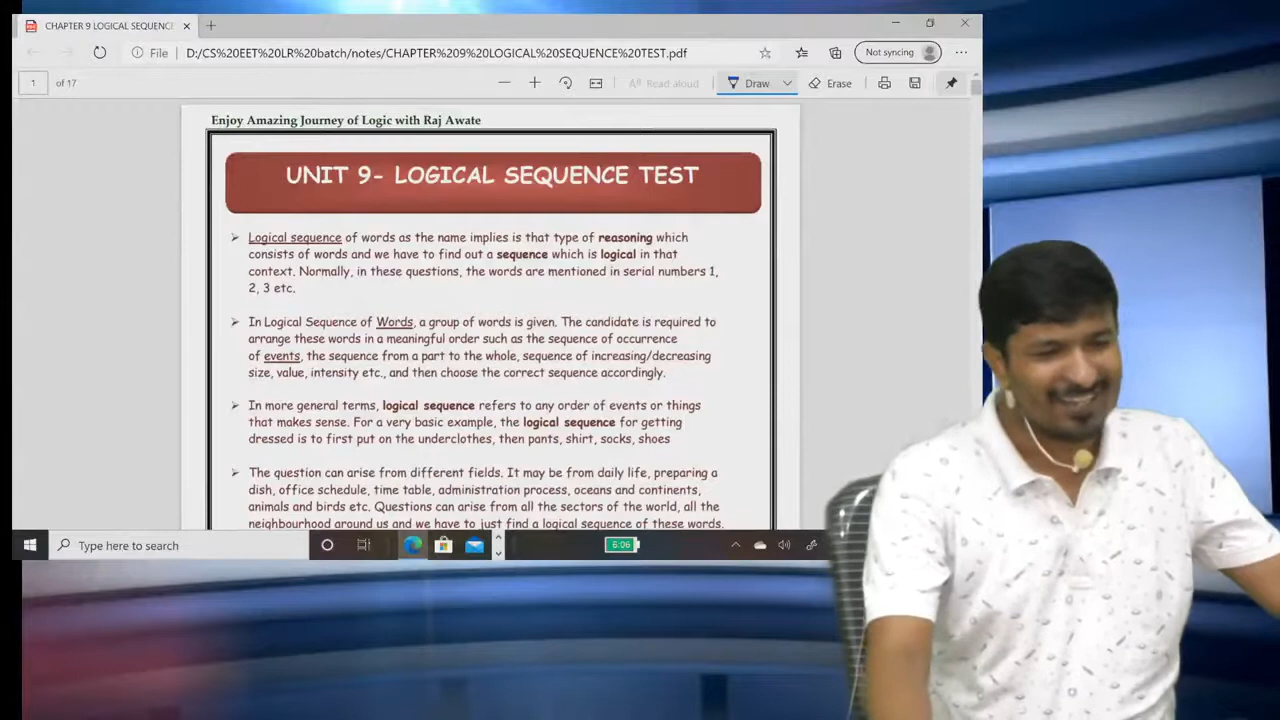 CHAPTER 9 LOGICAL SEQUENCE
File D:/CS%20EET%20LR%20batch/notes/CHAPTER%209%20LOGICAL%20SEQUENCE%20TEST.pdf Not syncing
1 of 17 Read aloud Draw Erase
Enjoy Amazing Journey of Logic with Raj Awate
UNIT 9- LOGICAL SEQUENCE TEST
Logical sequence of words as the name implies is that type of reasoning which
consists of words and we have to find out a sequence which is logical in that
context. Normally, in these questions, the words are mentioned in serial numbers 1,
2, 3 etc.
In Logical Sequence of Words, a group of words is given. The candidate is required to
arrange these words in a meaningful order such as the sequence of occurrence
of events, the sequence from a part to the whole, sequence of increasing/decreasing
size, value, intensity etc., and then choose the correct sequence accordingly.
In more general terms, logical sequence refers to any order of events or things
that makes sense. For a very basic example, the logical sequence for getting
dressed is to first put on the underclothes, then pants, shirt, socks, shoes
The question can arise from different fields. It may be from daily life, preparing a
dish, office schedule, time table, administration process, oceans and continents,
animals and birds etc. Questions can arise from all the sectors of the world, all the
neighbourhood around us and we have to just find a logical sequence of these words.
Type here to search 6:06